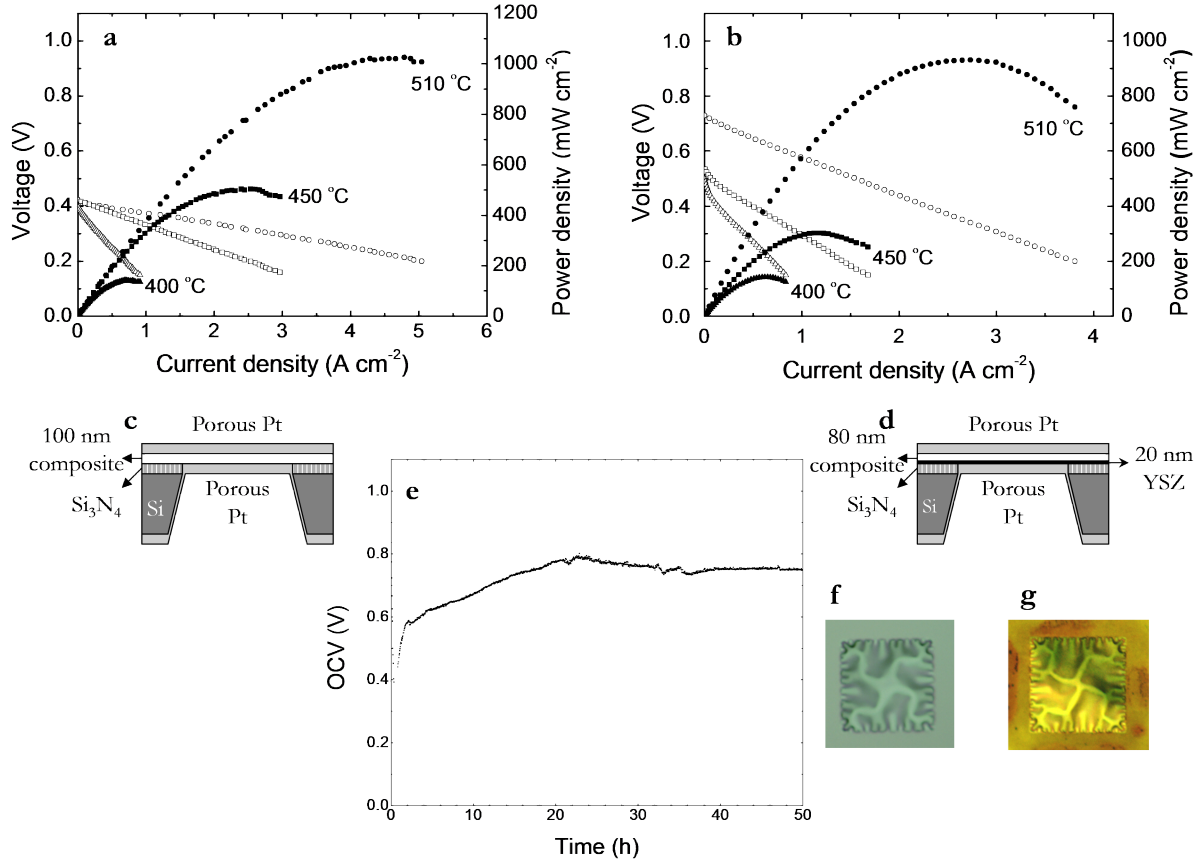 a
1.0
0.8
0.6
0.4
0.2
0.0
Voltage (V)
1200
1000
800
600
400
200
0
Power density (mW cm-2)
510 °C
450 °C
400 °C
0 1 2 3 4 5 6
Current density (A cm-2)
b
1.0
0.8
0.6
0.4
0.2
0.0
Voltage (V)
1000
800
600
400
200
0
Power density (mW cm-2)
510 °C
450 °C
400 °C
0 1 2 3 4
Current density (A cm-2)
c
Porous Pt
100 nm
composite
Si3N4
Si
Porous
Pt
d
Porous Pt
80 nm
composite
Si3N4
Si
Porous
Pt
20 nm
YSZ
e
1.0
0.8
0.6
0.4
0.2
0.0
OCV (V)
0 10 20 30 40 50
Time (h)
f
g